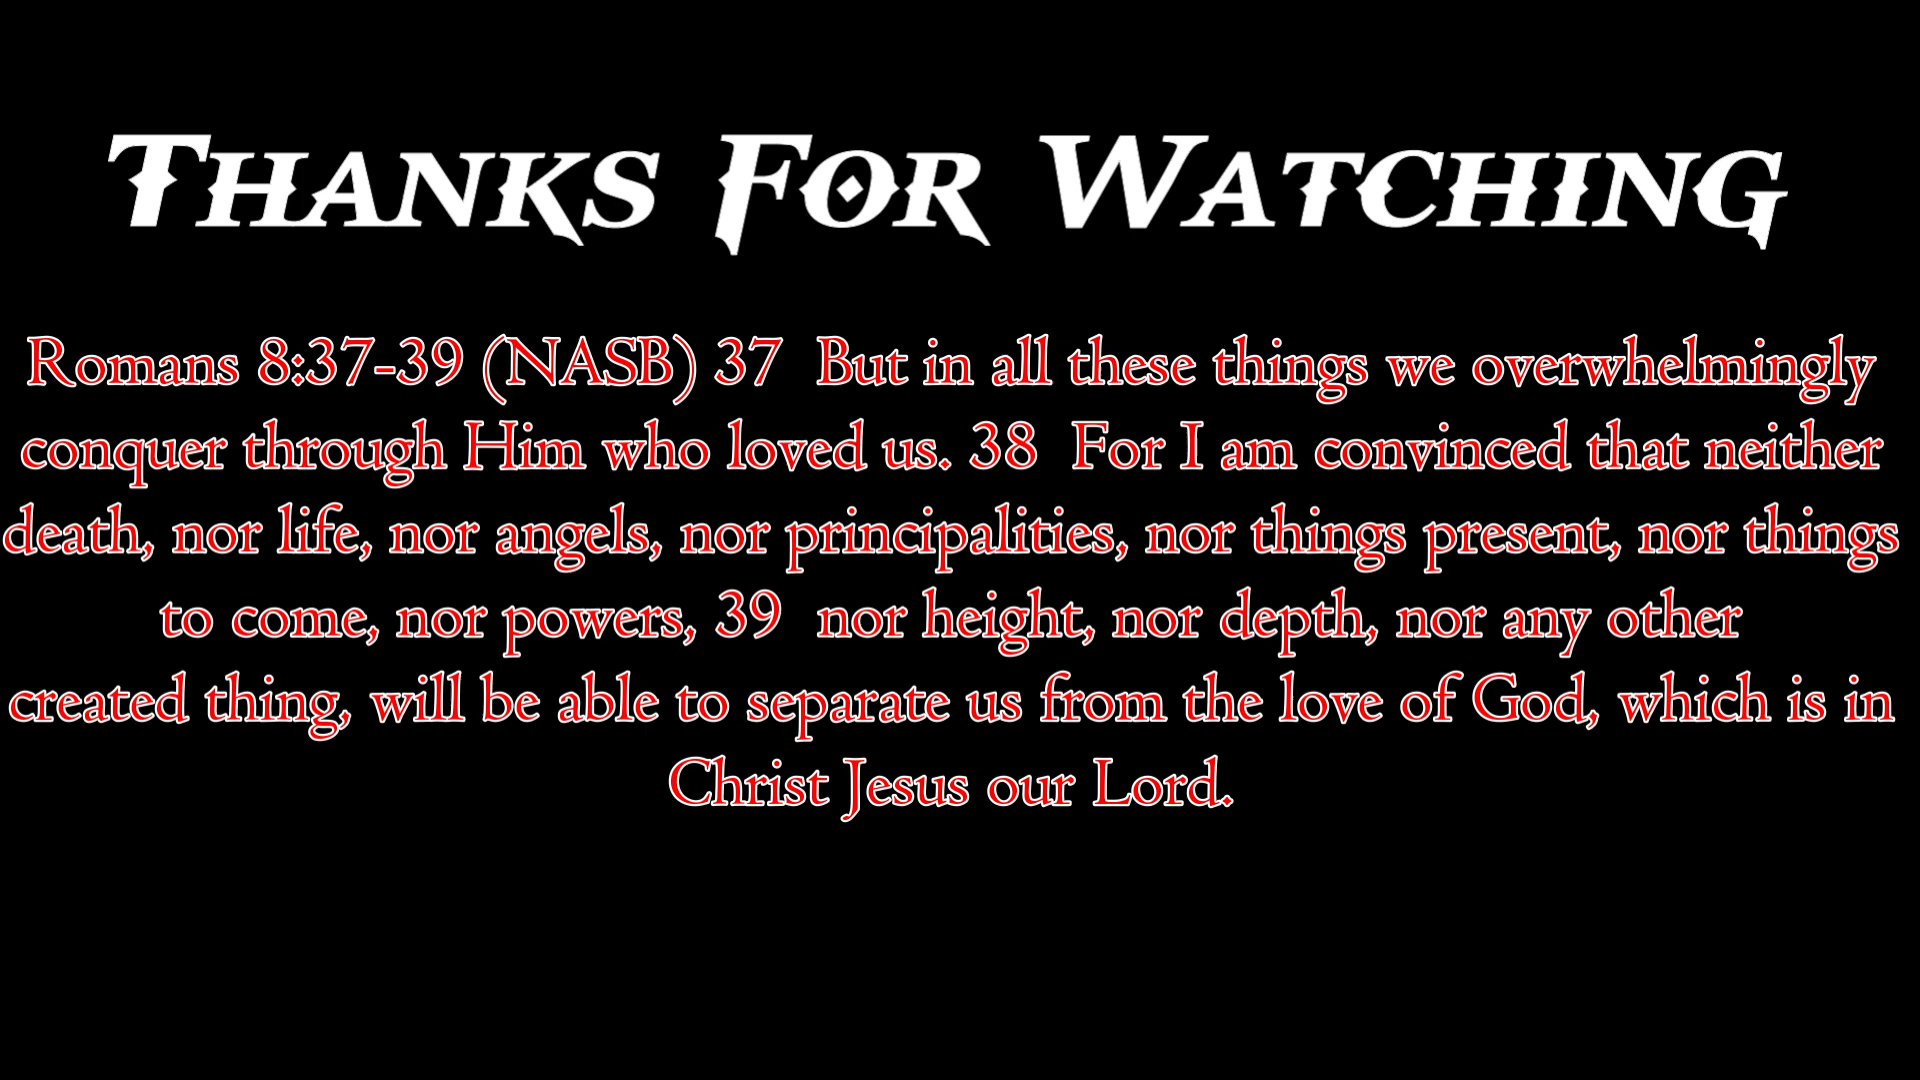 Thanks For Watching
Romans 8:37-39 (NASB) 37  But in all these things we overwhelmingly
conquer through Him who loved us. 38  For I am convinced that neither
death, nor life, nor angels, nor principalities, nor things present, nor things
to come, nor powers, 39  nor height, nor depth, nor any other
created thing, will be able to separate us from the love of God, which is in
Christ Jesus our Lord.